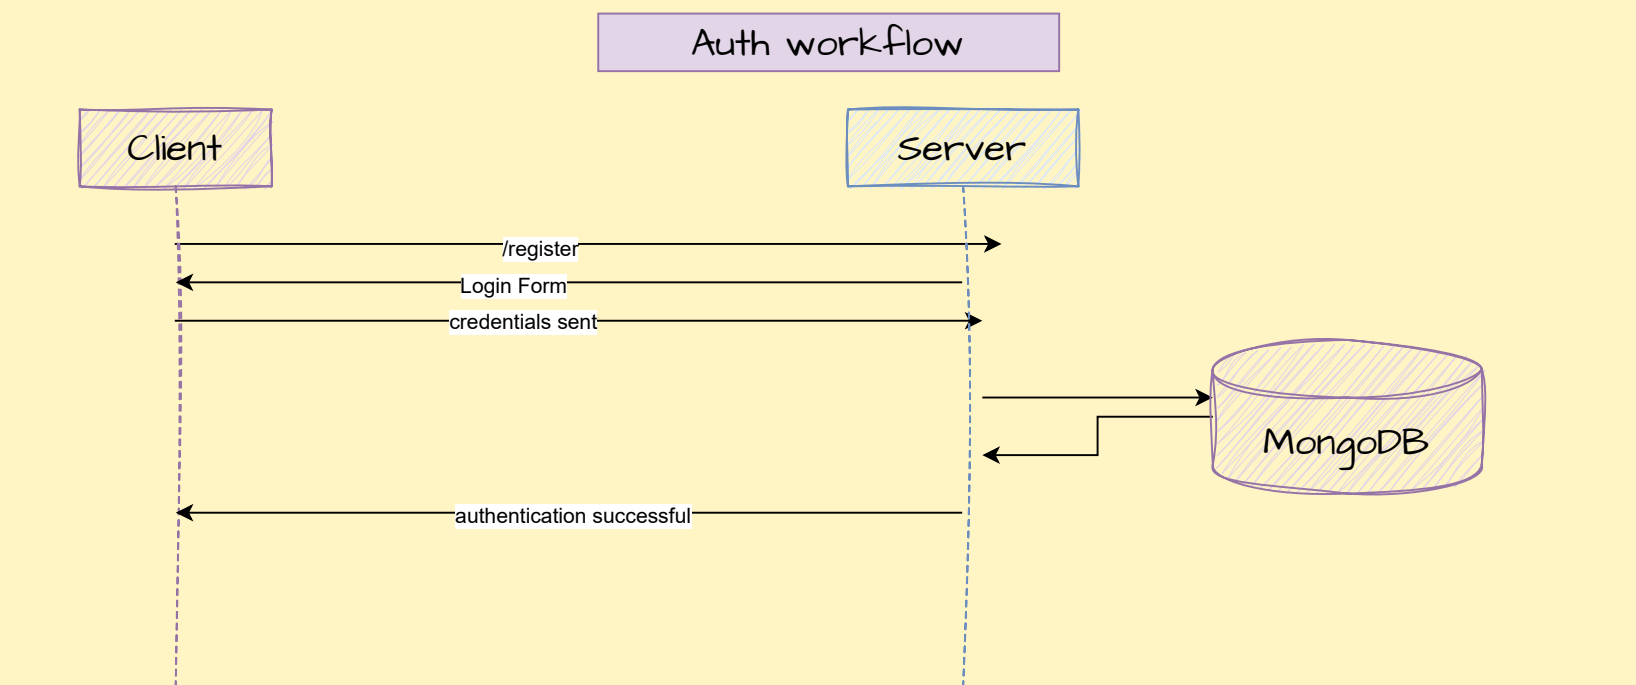 Auth workflow
Client
Server
/register
Login Form
credentials sent
MongoDB
authentication successful